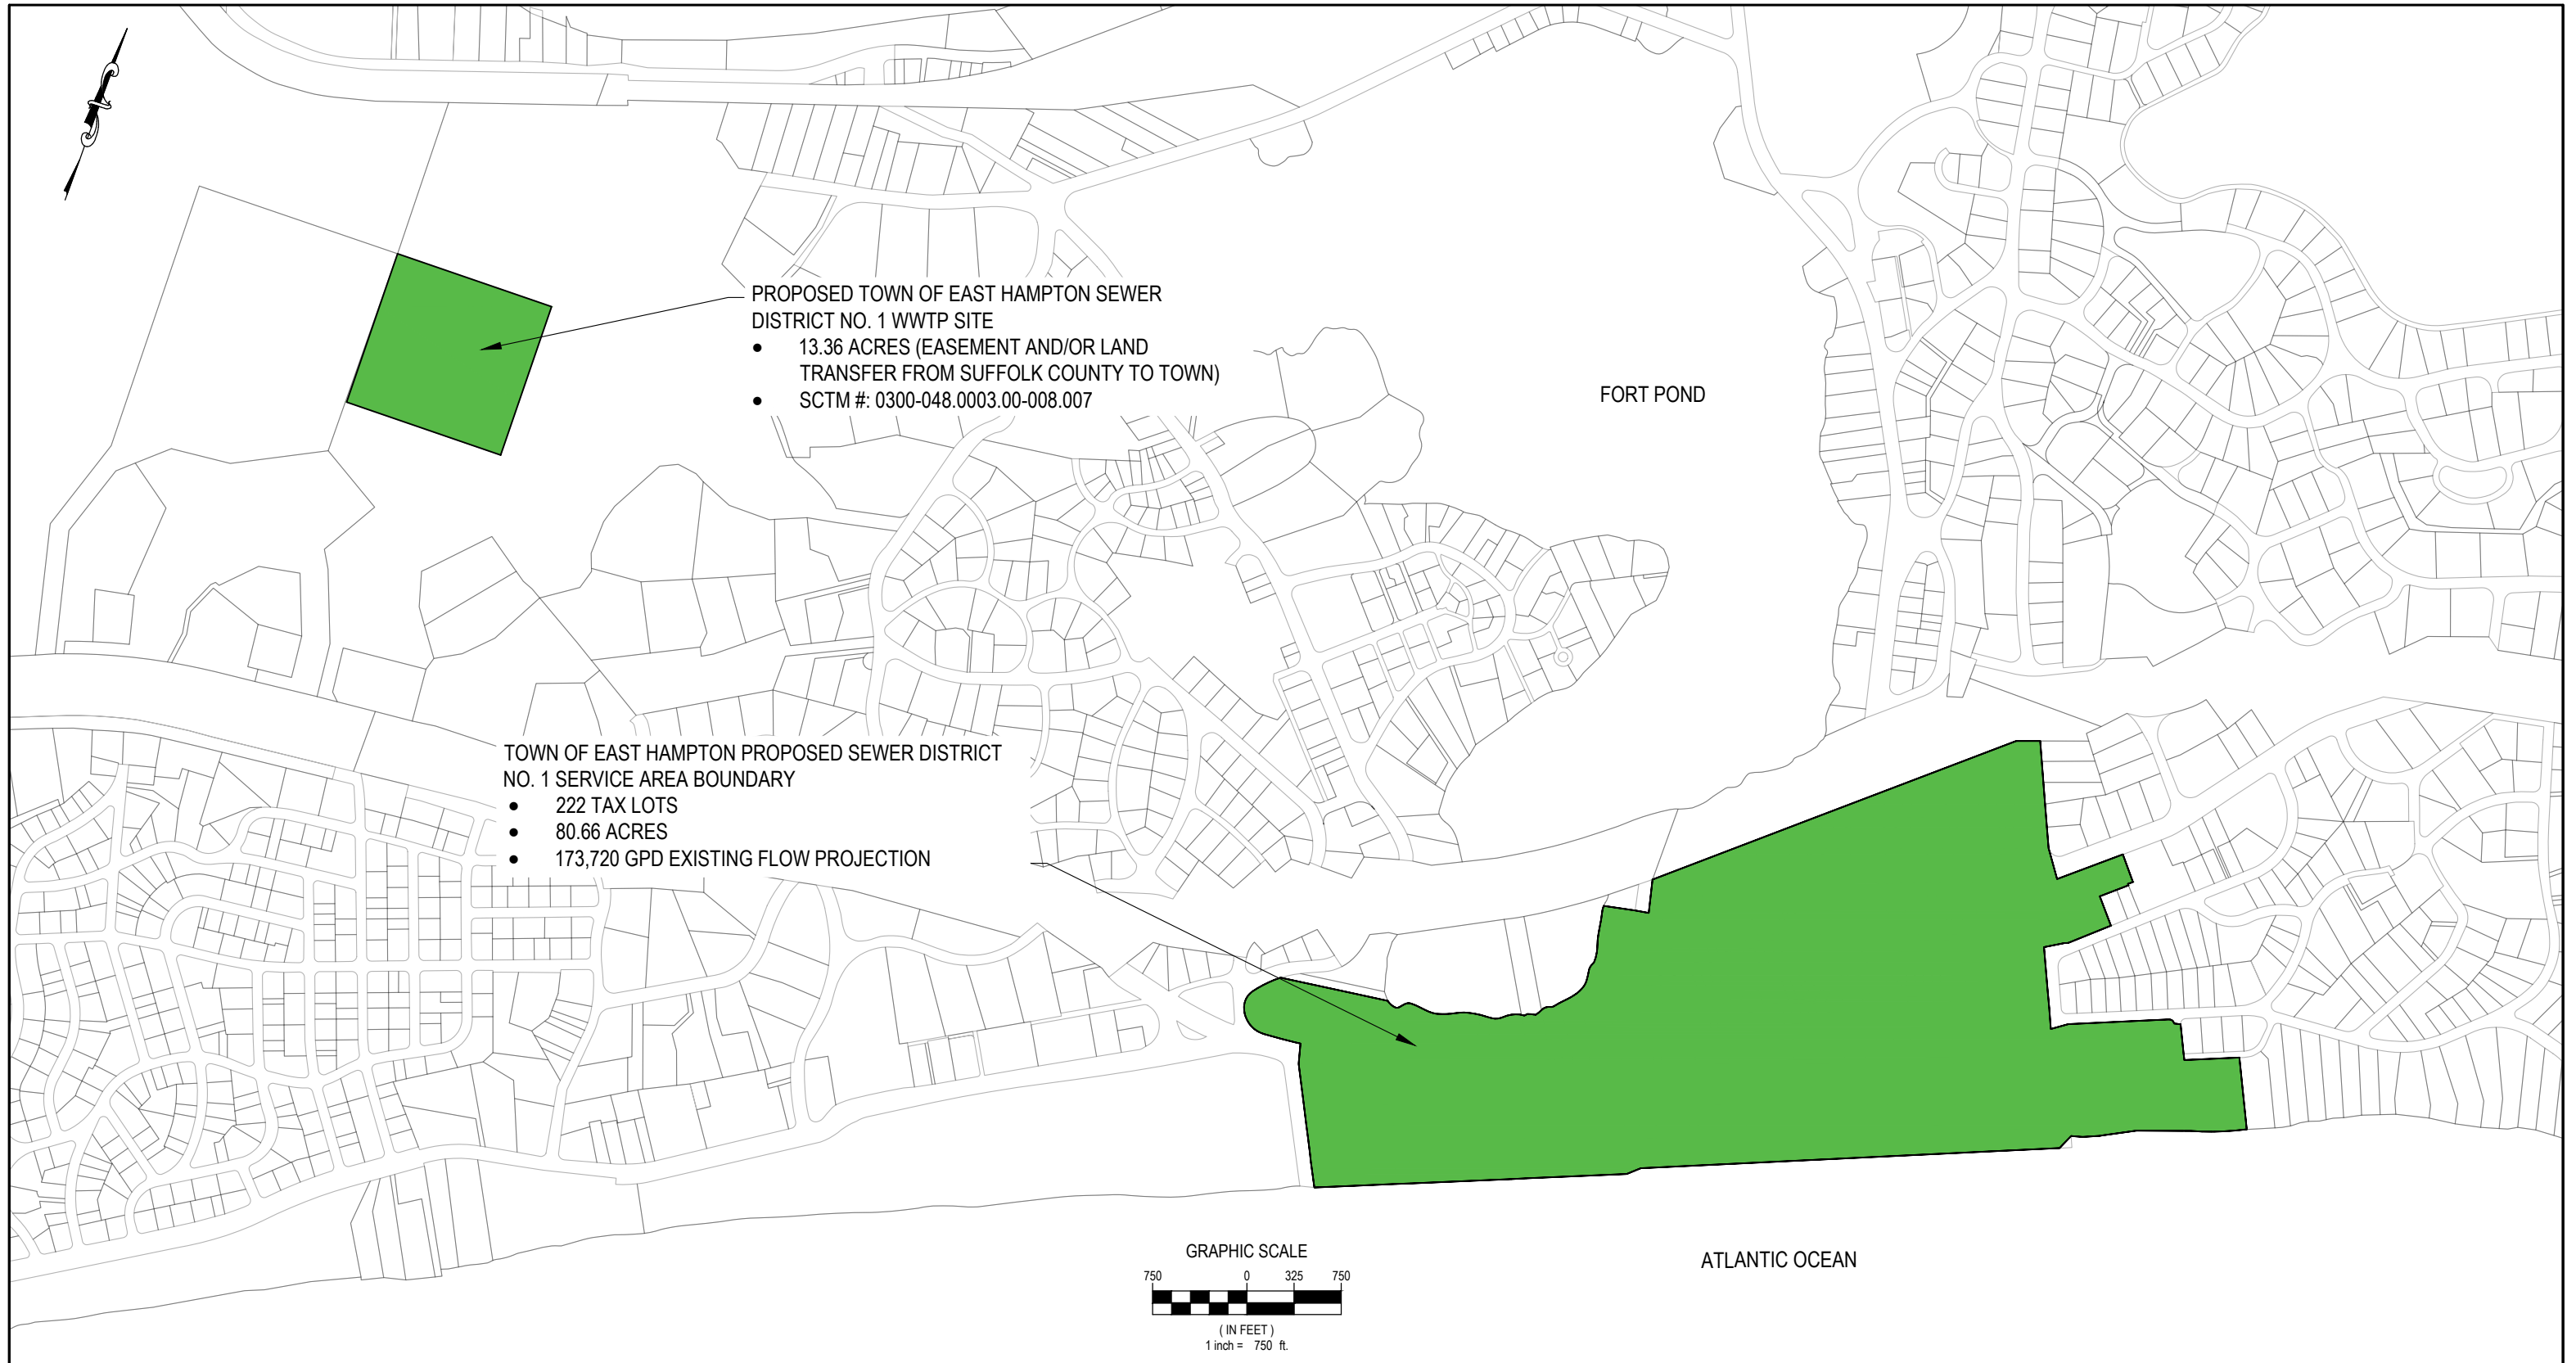 PROPOSED TOWN OF EAST HAMPTON SEWER
DISTRICT NO. 1 WWTP SITE
• 13.36 ACRES (EASEMENT AND/OR LAND
TRANSFER FROM SUFFOLK COUNTY TO TOWN)
• SCTM #: 0300-048.0003.00-008.007
FORT POND
TOWN OF EAST HAMPTON PROPOSED SEWER DISTRICT
NO. 1 SERVICE AREA BOUNDARY
• 222 TAX LOTS
• 80.66 ACRES
• 173,720 GPD EXISTING FLOW PROJECTION
ATLANTIC OCEAN
GRAPHIC SCALE
750 0 325 750
( IN FEET )
1 inch = 750 ft.